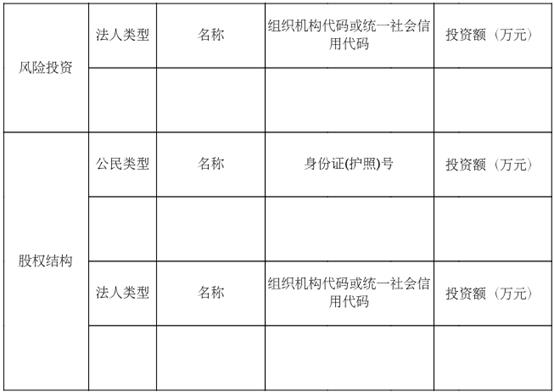 风险投资
法人类型
名称
组织机构代码或统一社会信
用代码
投资额（万元）
股权结构
公民类型
名称
身份证(护照)号
投资额（万元）
法人类型
名称
组织机构代码或统一社会信
用代码
投资额（万元）